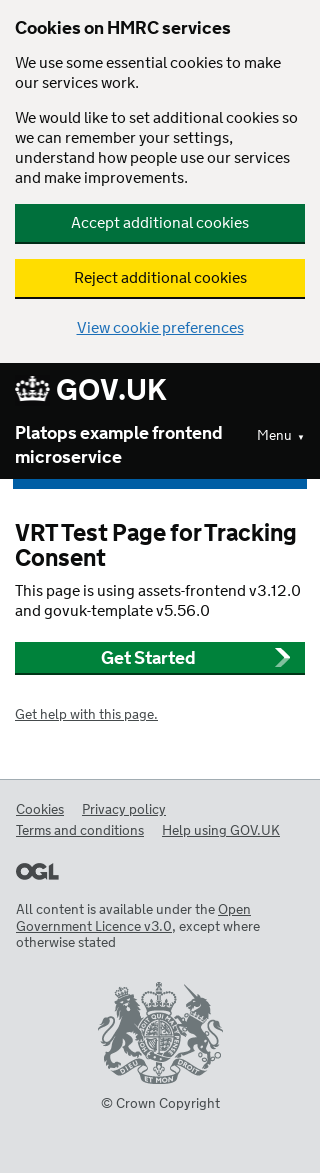 Cookies on HMRC services
We use some essential cookies to make
our services work.
We would like to set additional cookies so
we can remember your settings,
understand how people use our services
and make improvements.
Accept additional cookies
Reject additional cookies
View cookie preferences
GOV.UK
Platops example frontend
microservice
Menu ▼
VRT Test Page for Tracking
Consent
This page is using assets-frontend v3.12.0
and govuk-template v5.56.0
Get Started
Get help with this page.
Cookies Privacy policy
Terms and conditions Help using GOV.UK
OGL
All content is available under the Open
Government Licence v3.0, except where
otherwise stated
DIEU ET MON DROIT
© Crown Copyright